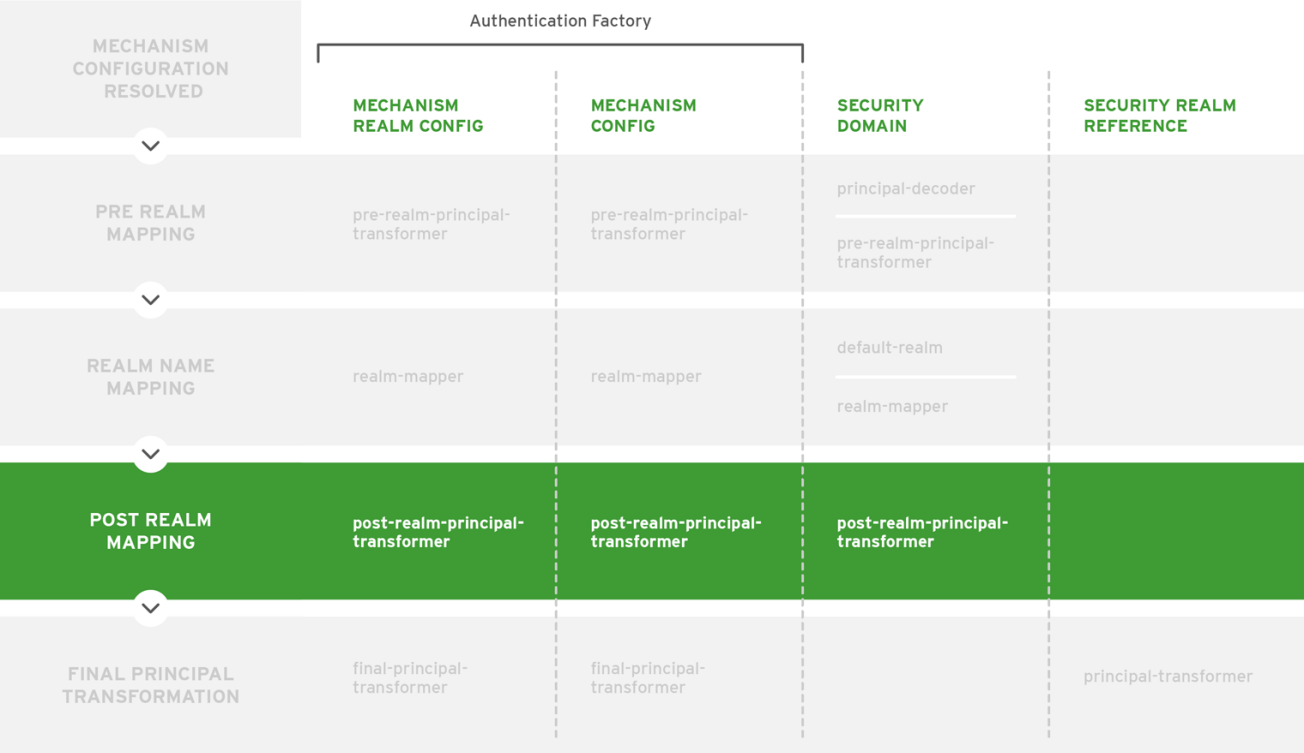 Authentication Factory
MECHANISM
CONFIGURATION
RESOLVED
MECHANISM
REALM CONFIG
MECHANISM
CONFIG
SECURITY
DOMAIN
SECURITY REALM
REFERENCE
PRE REALM
MAPPING
pre-realm-principal-
transformer
pre-realm-principal-
transformer
principal-decoder
pre-realm-principal-
transformer
REALM NAME
MAPPING
realm-mapper
realm-mapper
default-realm
realm-mapper
POST REALM
MAPPING
post-realm-principal-
transformer
post-realm-principal-
transformer
post-realm-principal-
transformer
FINAL PRINCIPAL
TRANSFORMATION
final-principal-
transformer
final-principal-
transformer
principal-transformer